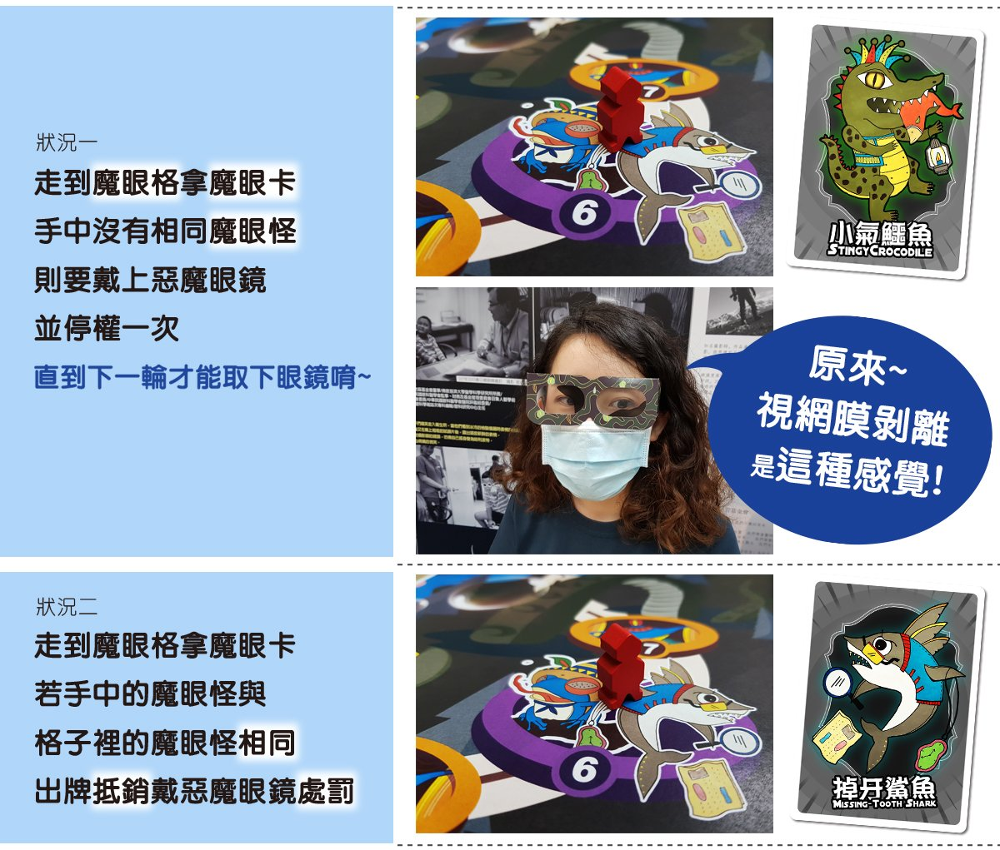 狀況一
走到魔眼格拿魔眼卡
手中沒有相同魔眼怪
則要戴上惡魔眼鏡
並停權一次
直到下一輪才能取下眼鏡唷~
7
6
小氣鱷魚
STINGY CROCODILE
原來~
視網膜剝離
是這種感覺!
狀況二
走到魔眼格拿魔眼卡
若手中的魔眼怪與
格子裡的魔眼怪相同
出牌抵銷戴惡魔眼鏡處罰
7
6
掉牙鯊魚
MISSING-TOOTH SHARK